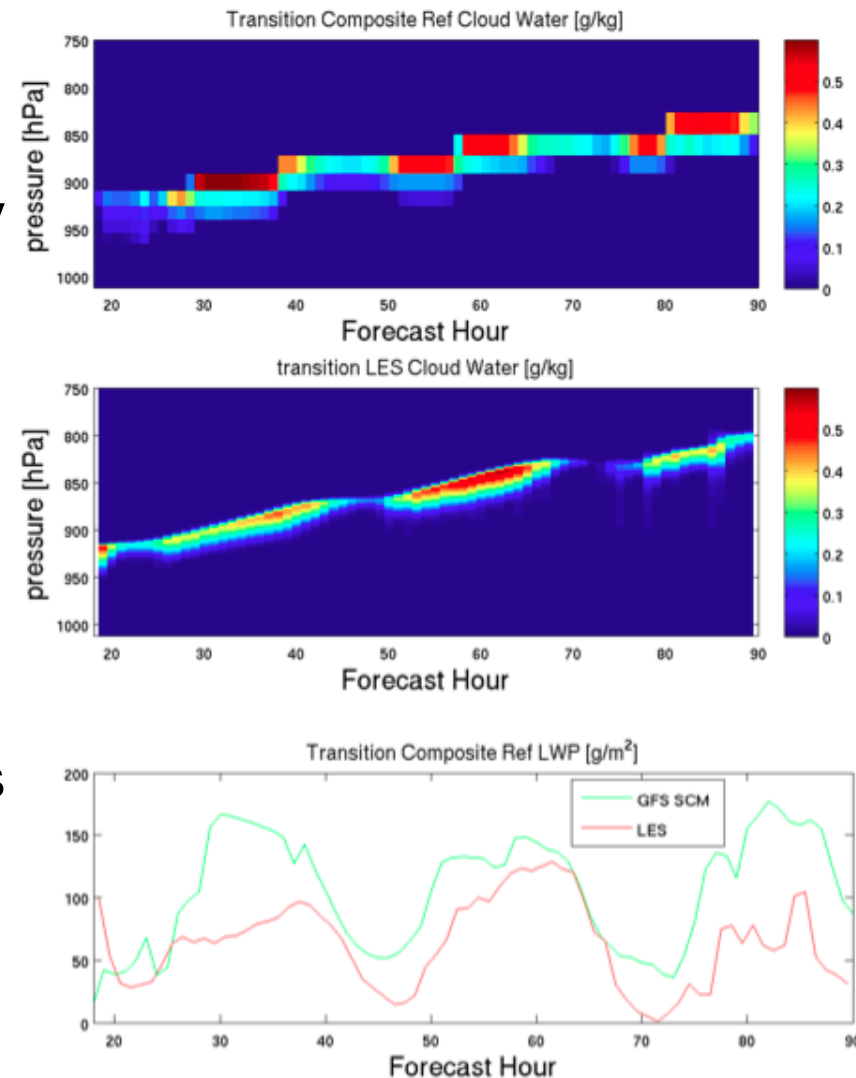 Transition Composite Ref Cloud Water [g/kg]
pressure [hPa]
750
800
850
900
950
1000
20 30 40 50 60 70 80 90
Forecast Hour
0.5
0.4
0.3
0.2
0.1
0
y
transition LES Cloud Water [g/kg]
pressure [hPa]
750
800
850
900
950
1000
20 30 40 50 60 70 80 90
Forecast Hour
0.5
0.4
0.3
0.2
0.1
0
s
Transition Composite Ref LWP [g/m²]
200
150
100
50
0
GFS SCM
LES
20 30 40 50 60 70 80 90
Forecast Hour